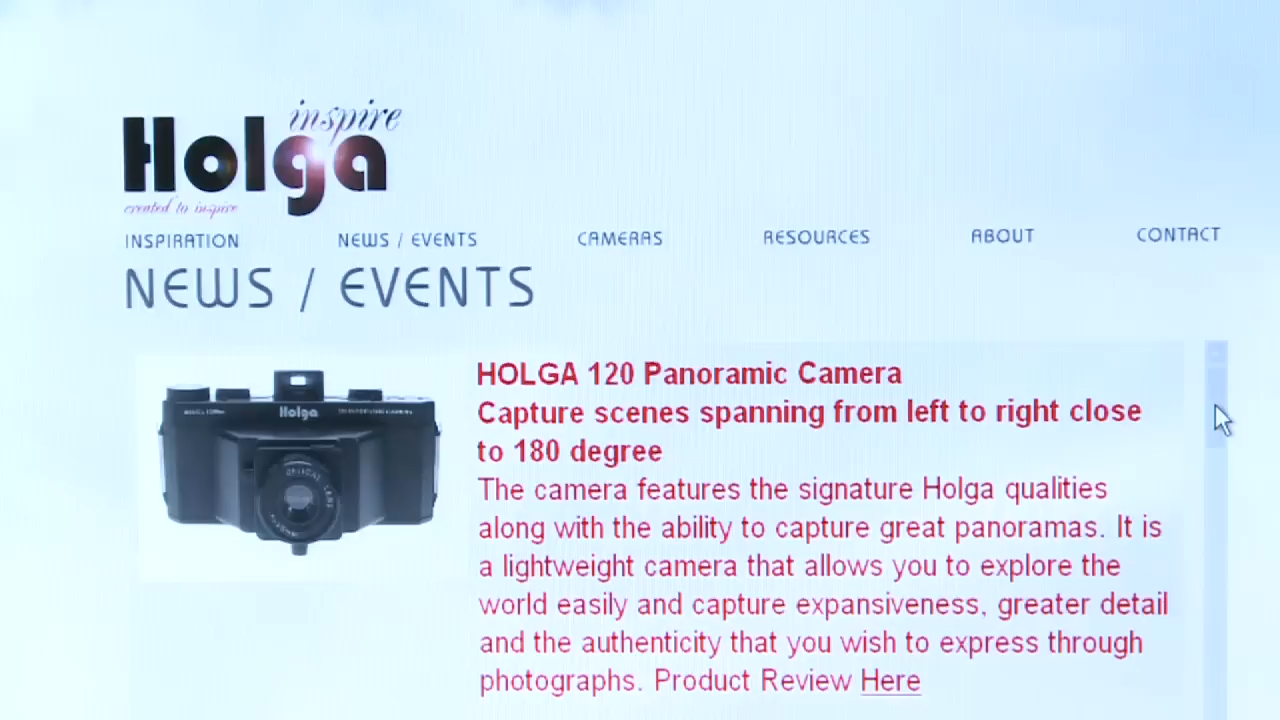 inspire
Holga
created to inspire
INSPIRATION NEWS / EVENTS CAMERAS RESOURCES ABOUT CONTACT
NEWS / EVENTS
Holga
OPTICAL LENS
HOLGA 120 Panoramic Camera
Capture scenes spanning from left to right close
to 180 degree
The camera features the signature Holga qualities
along with the ability to capture great panoramas. It is
a lightweight camera that allows you to explore the
world easily and capture expansiveness, greater detail
and the authenticity that you wish to express through
photographs. Product Review Here